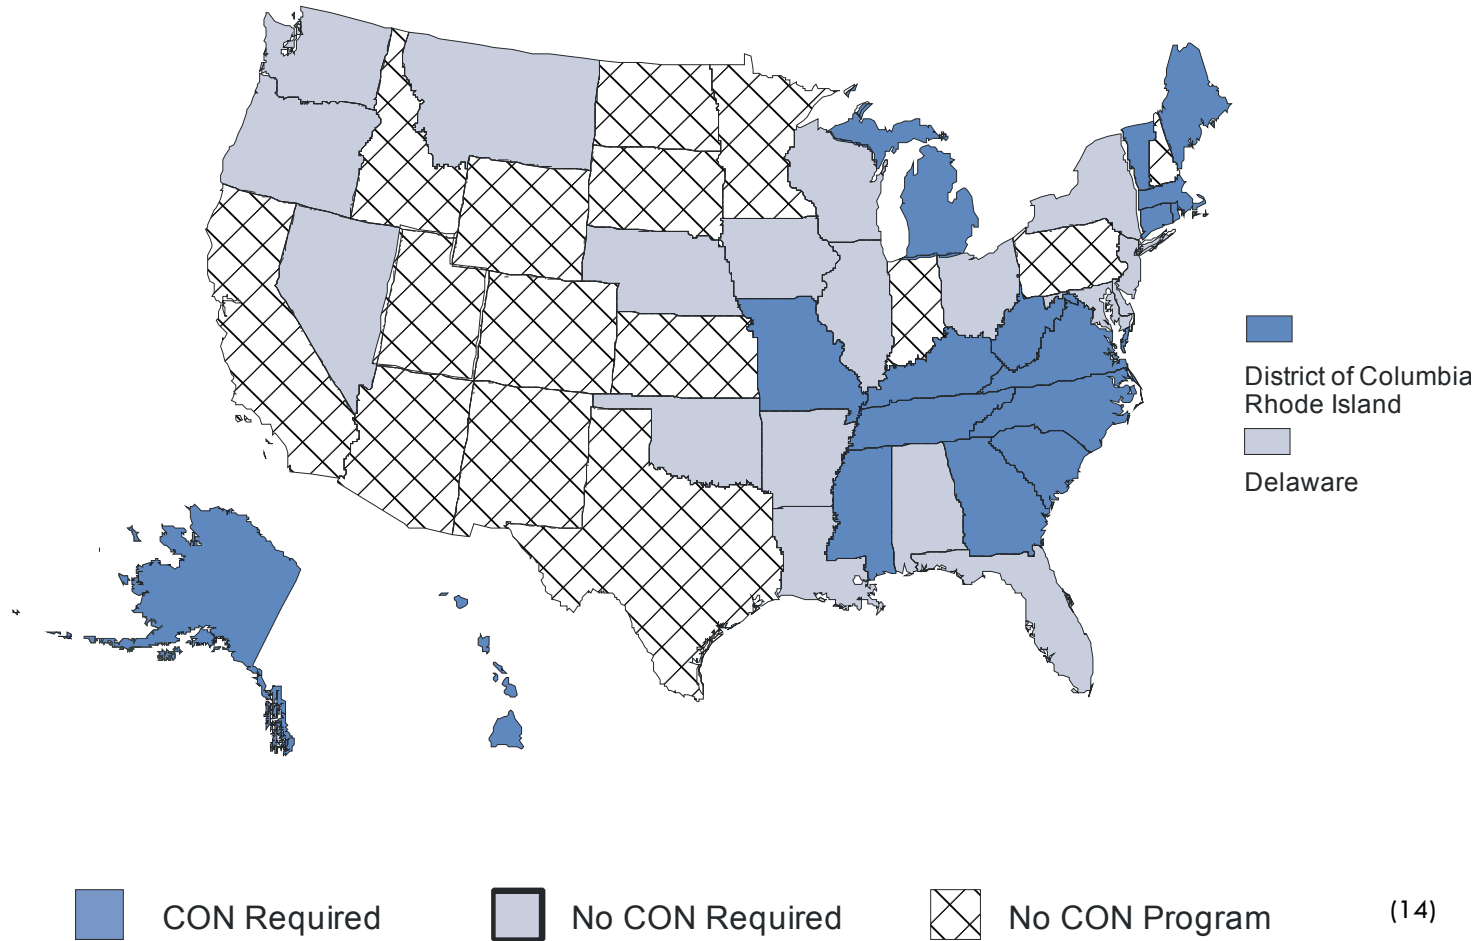 District of Columbia
Rhode Island
Delaware
CON Required
No CON Required
No CON Program
(14)